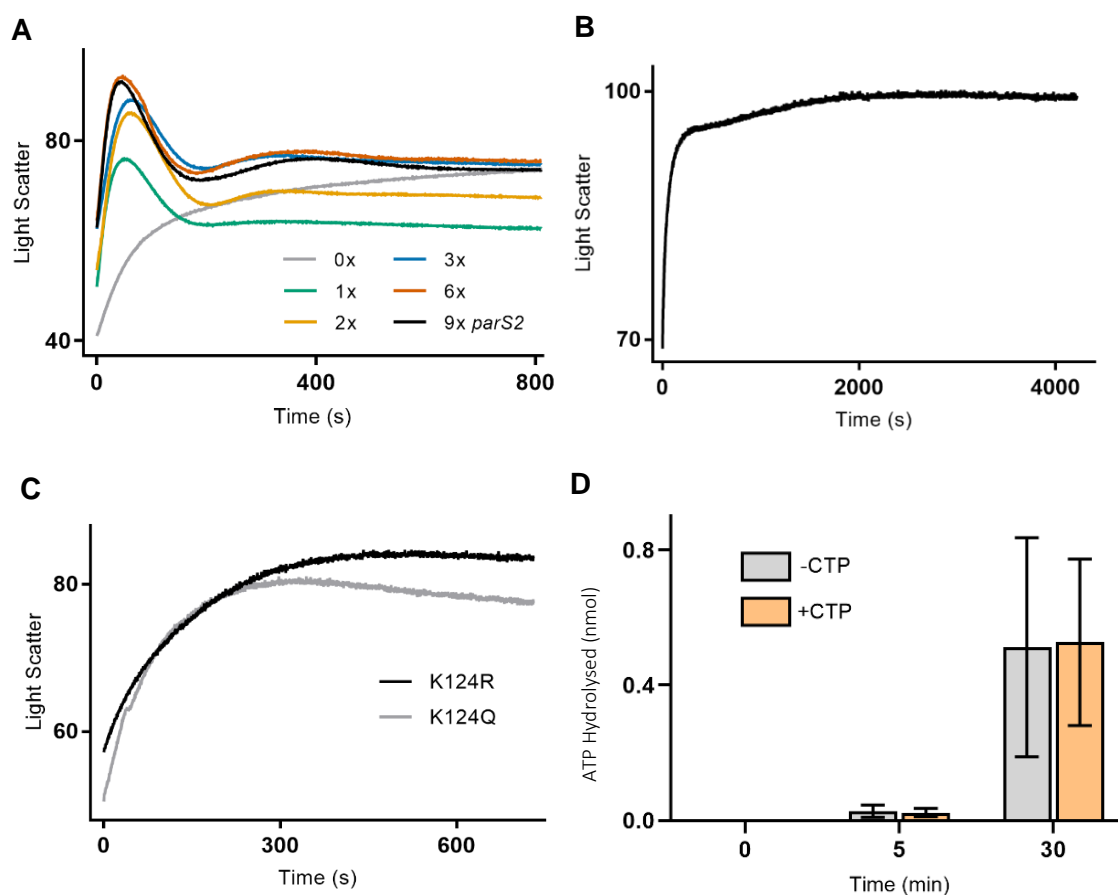 A
80
40
Light Scatter
0x
1x
2x
3x
6x
9x parS2
0
400
800
Time (s)
B
100
70
Light Scatter
0
2000
4000
Time (s)
C
80
60
Light Scatter
K124R
K124Q
0
300
600
Time (s)
D
0.8
0.4
0.0
ATP Hydrolysed (nmol)
-CTP
+CTP
0
5
30
Time (min)